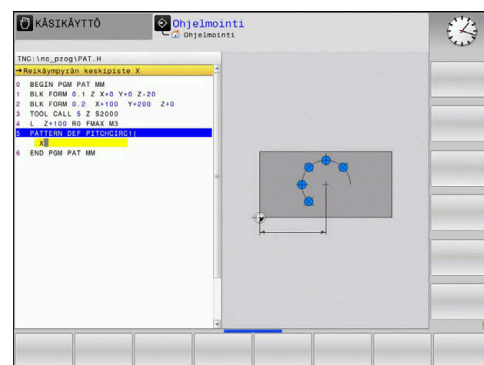 KÄSIKÄYTTÖ
Ohjelmointi
Ohjelmointi
TNC:\nc_prog\PAT.H
→Reikäympyrän keskipiste X
0 BEGIN PGM PAT MM
1 BLK FORM 0.1 Z X+0 Y+0 Z-20
2 BLK FORM 0.2 X+100 Y+200 Z+0
3 TOOL CALL 5 Z S2000
4 L Z+100 R0 FMAX M3
5 PATTERN DEF PITCHCIRC1(
X
6 END PGM PAT MM